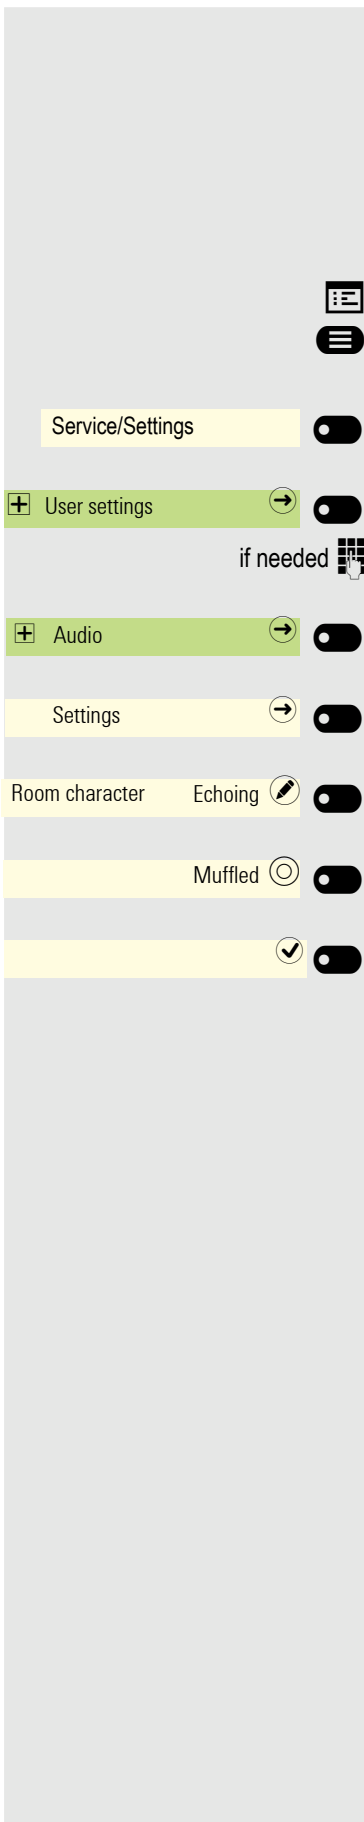 Service/Settings
User settings
if needed
Audio
Settings
Room character Echoing
Muffled